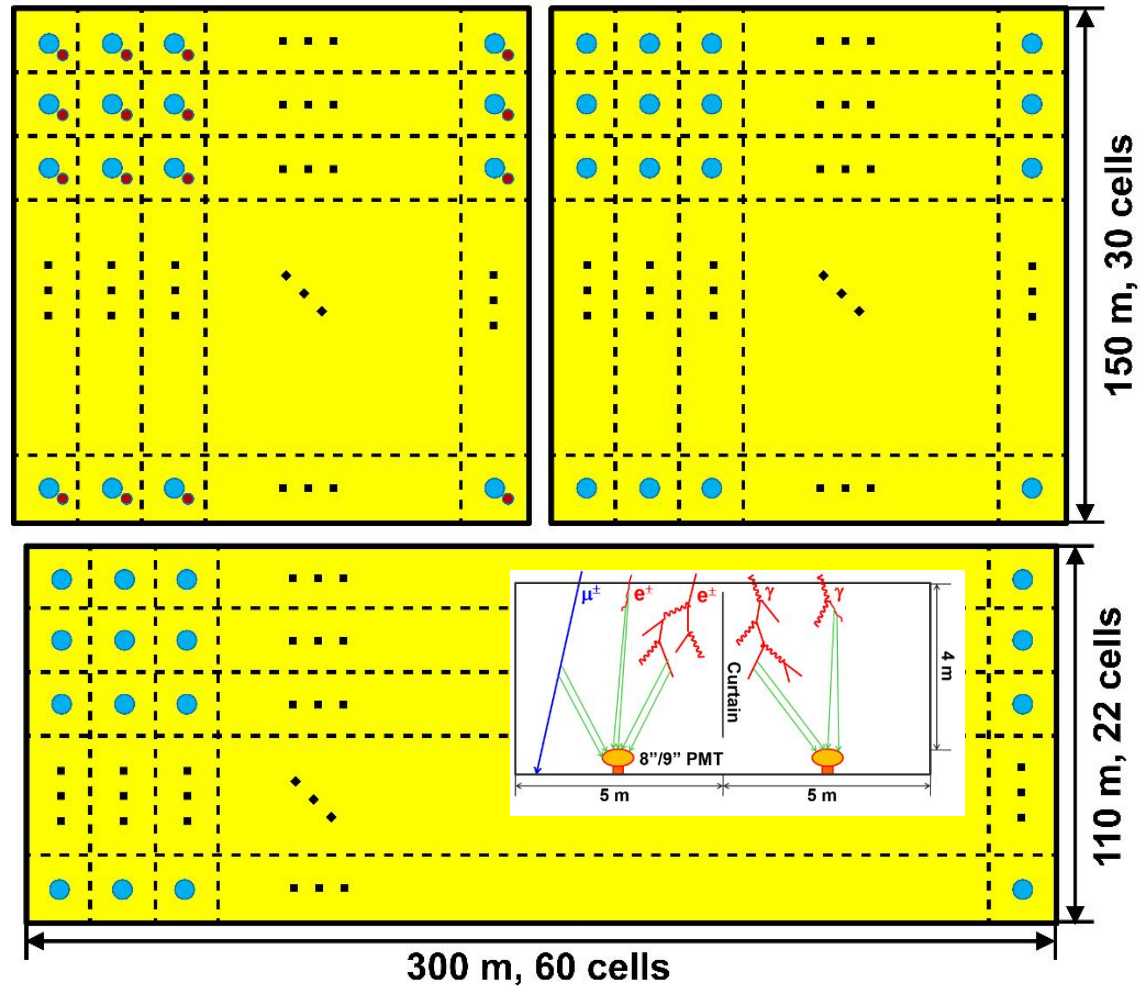 150 m, 30 cells
μ±
e±
e±
γ
γ
Curtain
4 m
8”/9” PMT
5 m
5 m
110 m, 22 cells
300 m, 60 cells